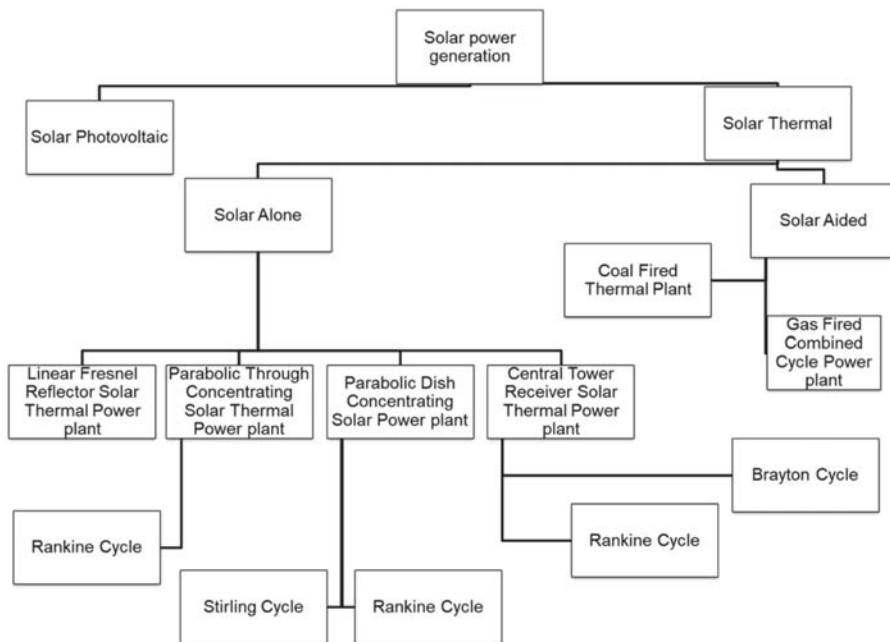 Solar power
generation
Solar Photovoltaic
Solar Thermal
Solar Alone
Solar Aided
Coal Fired
Thermal Plant
Gas Fired
Combined
Cycle Power
plant
Linear Fresnel
Reflector Solar
Thermal Power
plant
Parabolic Through
Concentrating
Solar Thermal
Power plant
Parabolic Dish
Concentrating
Solar Power plant
Central Tower
Receiver Solar
Thermal Power
plant
Brayton Cycle
Rankine Cycle
Rankine Cycle
Stirling Cycle
Rankine Cycle